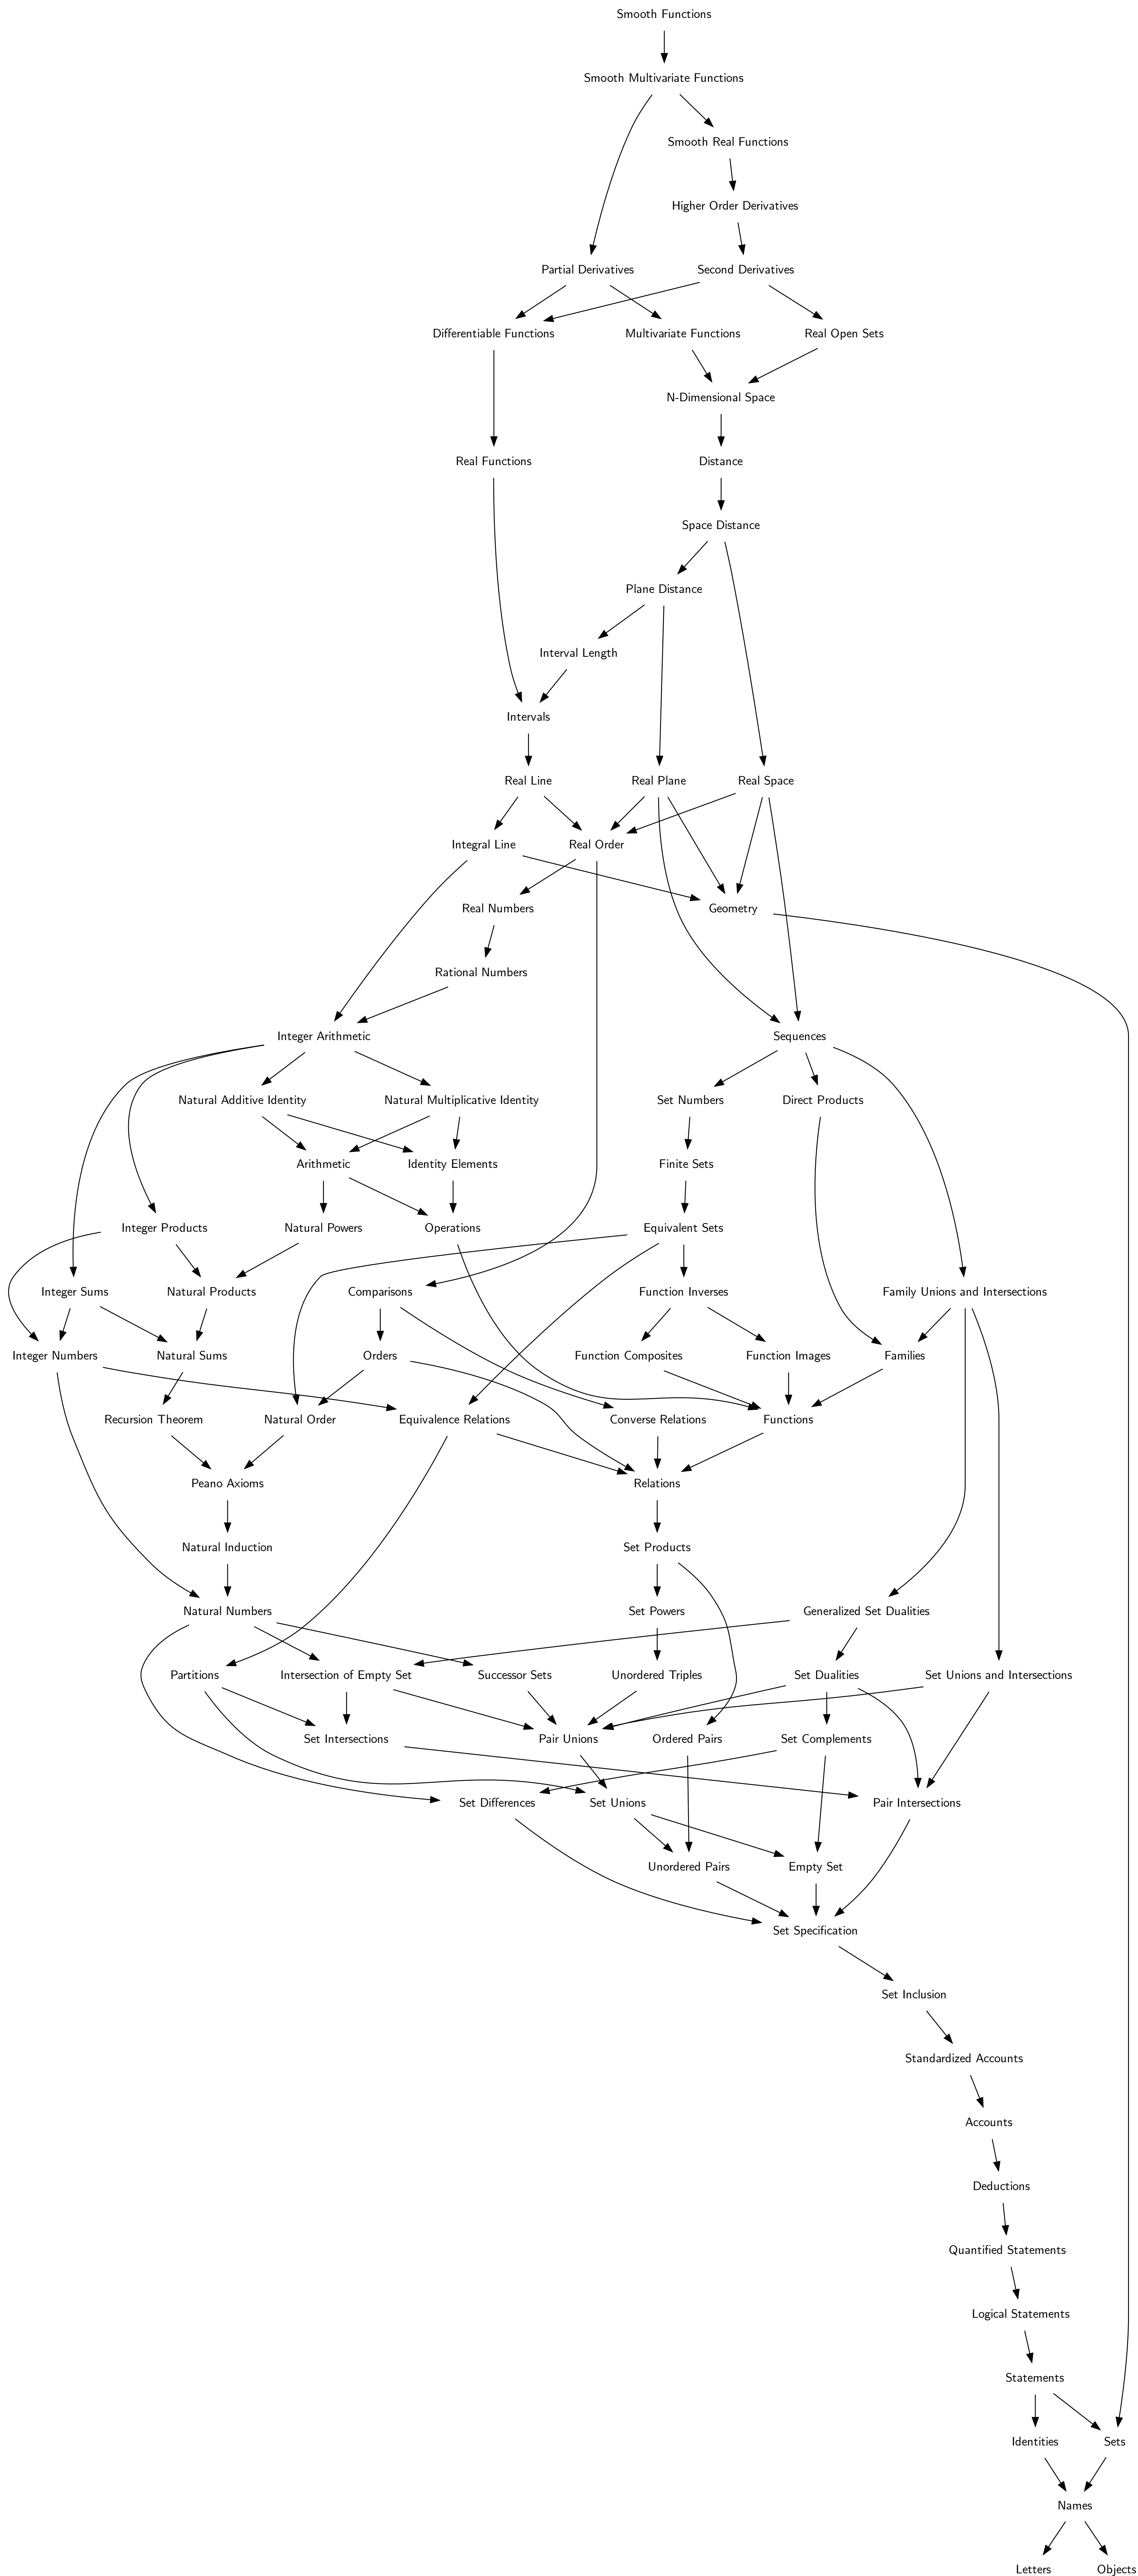 Smooth Functions
Smooth Multivariate Functions
Smooth Real Functions
Higher Order Derivatives
Partial Derivatives
Second Derivatives
Differentiable Functions
Multivariate Functions
Real Open Sets
N-Dimensional Space
Real Functions
Distance
Space Distance
Plane Distance
Interval Length
Intervals
Real Line
Real Plane
Real Space
Integral Line
Real Order
Real Numbers
Geometry
Rational Numbers
Integer Arithmetic
Sequences
Natural Additive Identity
Natural Multiplicative Identity
Set Numbers
Direct Products
Arithmetic
Identity Elements
Finite Sets
Integer Products
Natural Powers
Operations
Equivalent Sets
Integer Sums
Natural Products
Comparisons
Function Inverses
Family Unions and Intersections
Integer Numbers
Natural Sums
Orders
Function Composites
Function Images
Families
Recursion Theorem
Natural Order
Equivalence Relations
Converse Relations
Functions
Peano Axioms
Relations
Natural Induction
Set Products
Natural Numbers
Set Powers
Generalized Set Dualities
Partitions
Intersection of Empty Set
Successor Sets
Unordered Triples
Set Dualities
Set Unions and Intersections
Set Intersections
Pair Unions
Ordered Pairs
Set Complements
Set Differences
Set Unions
Pair Intersections
Unordered Pairs
Empty Set
Set Specification
Set Inclusion
Standardized Accounts
Accounts
Deductions
Quantified Statements
Logical Statements
Statements
Identities
Sets
Names
Letters
Objects